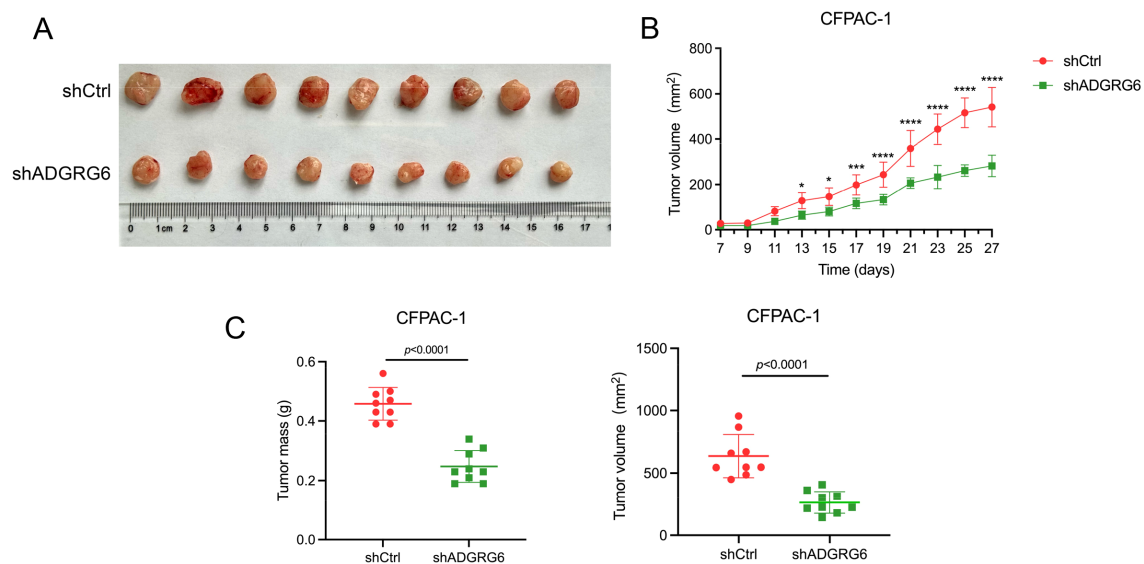 A
shCtrl
shADGRG6
0 1cm 2 3 4 5 6 7 8 9 10 11 12 13 14 15 16 17 1
B
CFPAC-1
Tumor volume (mm²)
800
600
400
200
0
* * *** **** **** **** **** ****
7 9 11 13 15 17 19 21 23 25 27
Time (days)
shCtrl
shADGRG6
C
CFPAC-1
p<0.0001
Tumor mass (g)
0.6
0.4
0.2
0.0
shCtrl shADGRG6
CFPAC-1
p<0.0001
Tumor volume (mm²)
1500
1000
500
0
shCtrl shADGRG6